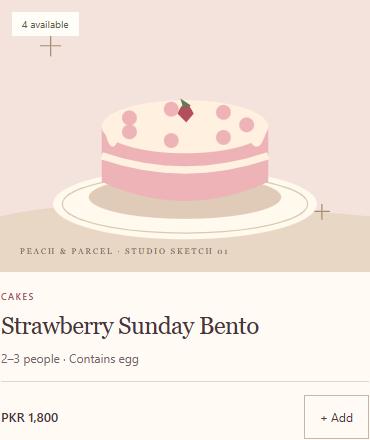 4 available
PEACH & PARCEL · STUDIO SKETCH 01
CAKES
Strawberry Sunday Bento
2–3 people · Contains egg
PKR 1,800
+ Add